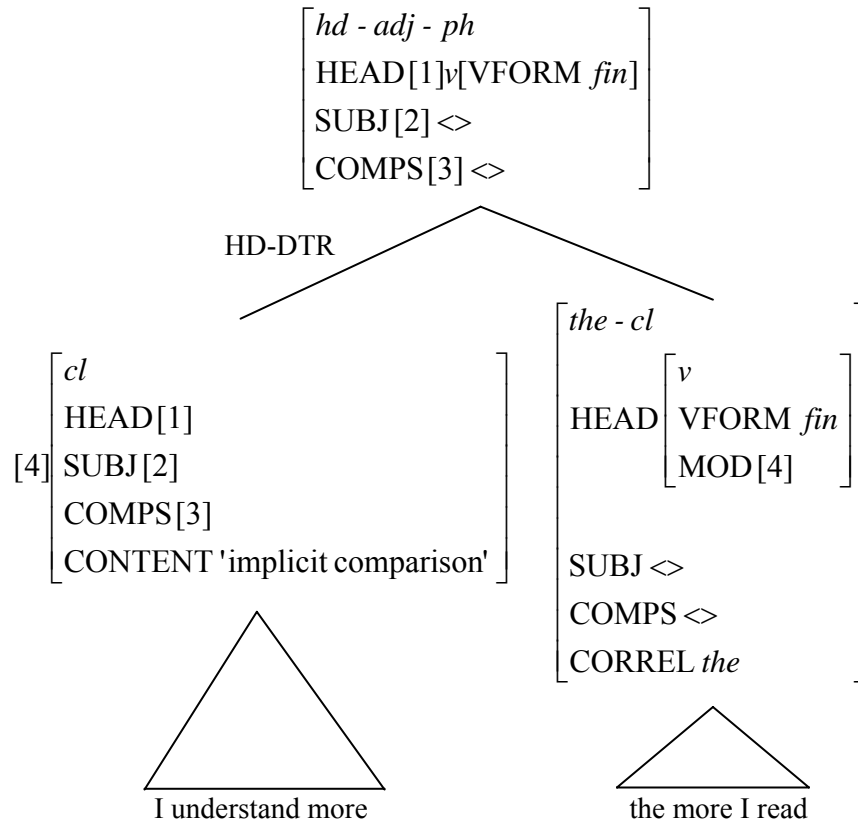 hd - adj - ph
HEAD[1]v[VFORM fin]
SUBJ[2] <>
COMPS[3] <>
HD-DTR
[4]
cl
HEAD[1]
SUBJ[2]
COMPS[3]
CONTENT 'implicit comparison'
the - cl
HEAD
v
VFORM fin
MOD[4]
SUBJ <>
COMPS <>
CORREL the
I understand more
the more I read